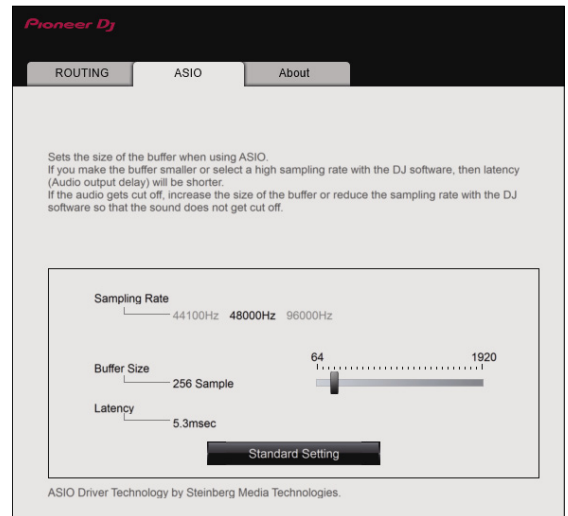 Pioneer Dj
ROUTING ASIO About
Sets the size of the buffer when using ASIO.
If you make the buffer smaller or select a high sampling rate with the DJ software, then latency
(Audio output delay) will be shorter.
If the audio gets cut off, increase the size of the buffer or reduce the sampling rate with the DJ
software so that the sound does not get cut off.
Sampling Rate
44100Hz 48000Hz 96000Hz
64 1920
Buffer Size
256 Sample
Latency
5.3msec
Standard Setting
ASIO Driver Technology by Steinberg Media Technologies.